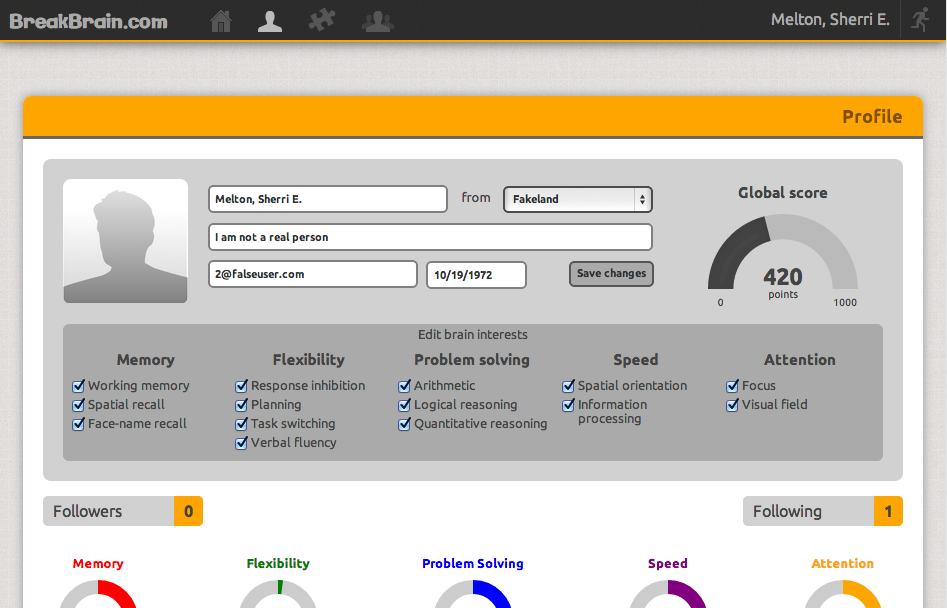 BreakBrain.com
Melton, Sherri E.
Profile
Melton, Sherri E.
from
Fakeland
Global score
I am not a real person
2@falseuser.com
10/19/1972
Save changes
420
points
0
1000
Edit brain interests
Memory
Working memory
Spatial recall
Face-name recall
Flexibility
Response inhibition
Planning
Task switching
Verbal fluency
Problem solving
Arithmetic
Logical reasoning
Quantitative reasoning
Speed
Spatial orientation
Information
processing
Attention
Focus
Visual field
Followers
0
Following
1
Memory
Flexibility
Problem Solving
Speed
Attention